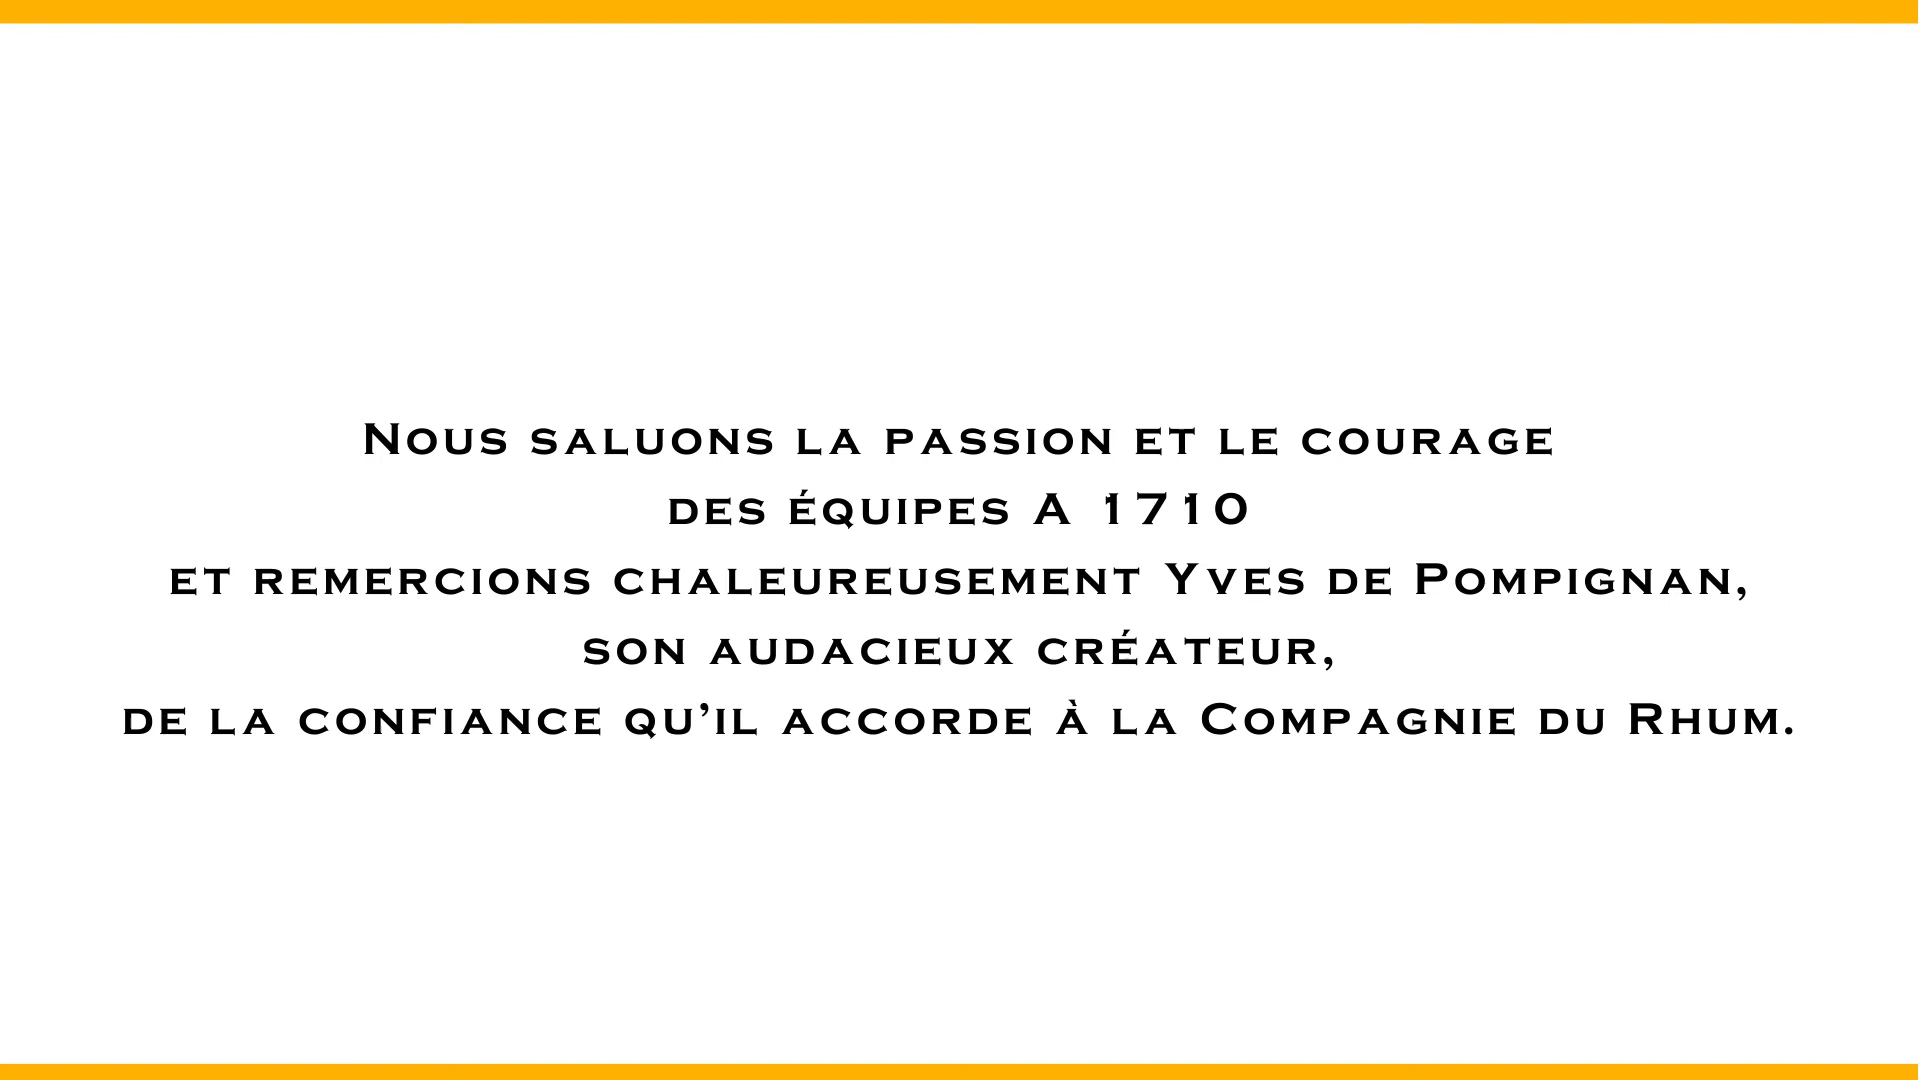 Nous saluons la passion et le courage
des équipes A 1710
et remercions chaleureusement Yves de Pompignan,
son audacieux créateur,
de la confiance qu’il accorde à la Compagnie du Rhum.